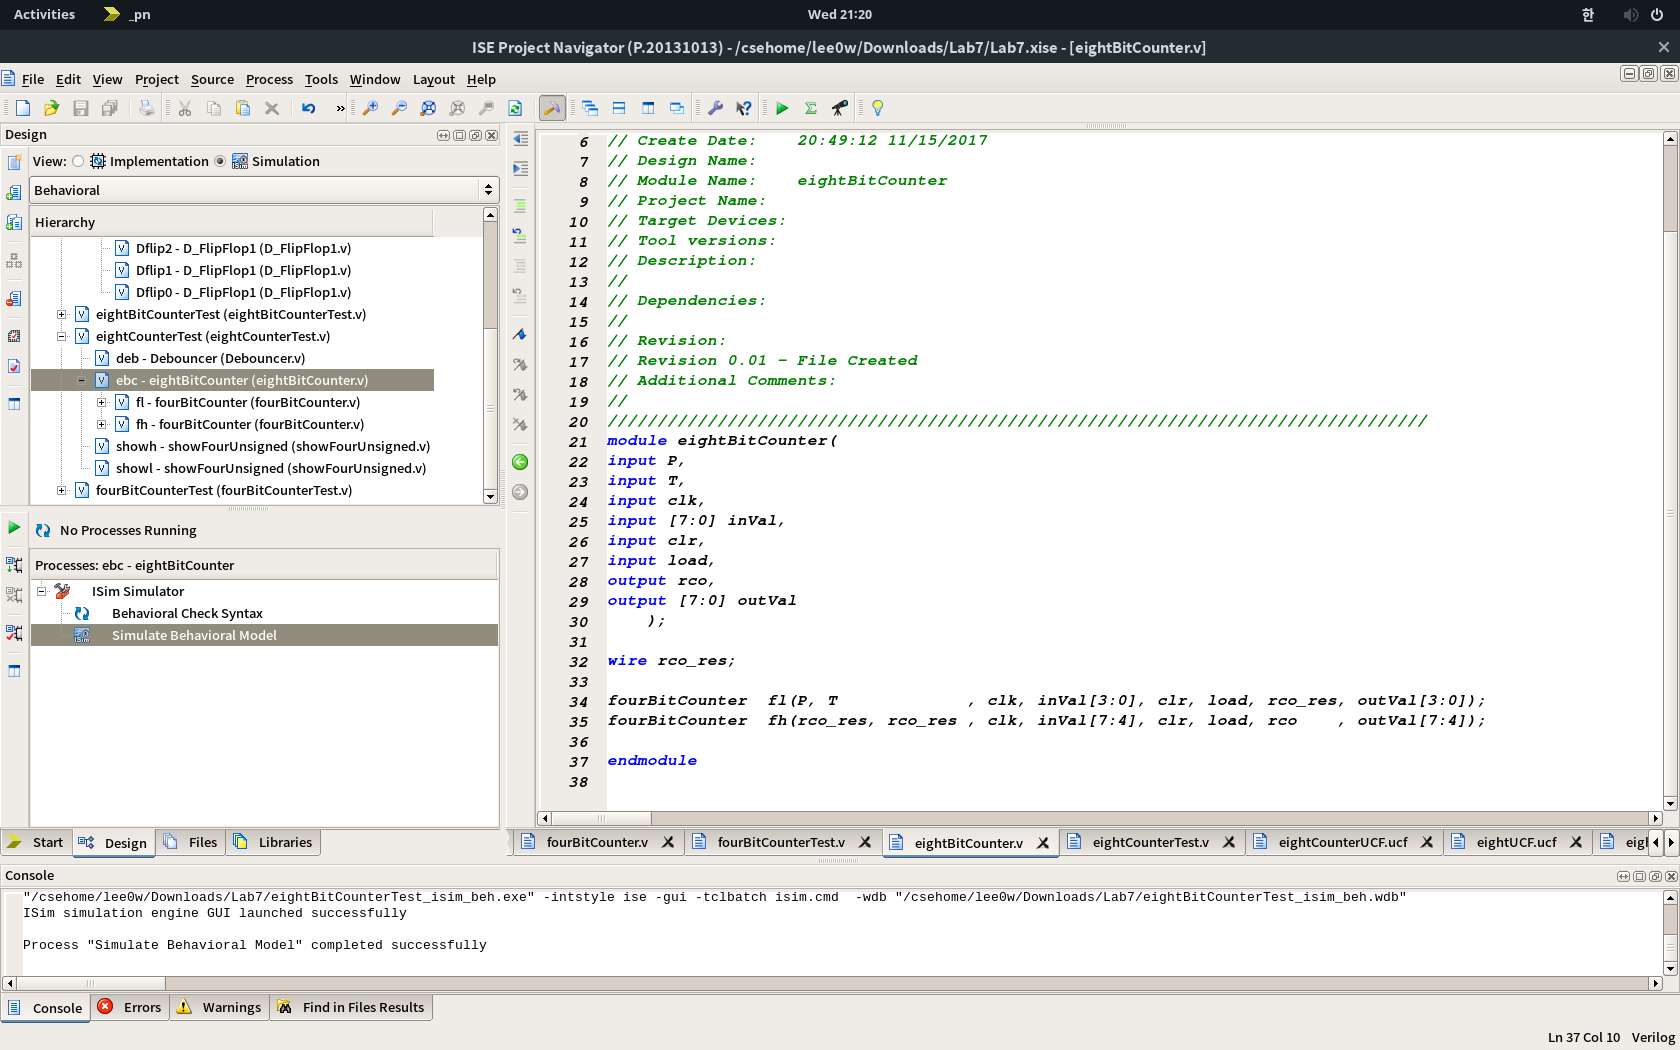 Activities
_pn
Wed 21:20
한
ISE Project Navigator (P.20131013) - /csehome/lee0w/Downloads/Lab7/Lab7.xise - [eightBitCounter.v]
File Edit View Project Source Process Tools Window Layout Help
»
Design
View: Implementation Simulation
Behavioral
Hierarchy
Dflip2 - D_FlipFlop1 (D_FlipFlop1.v)
Dflip1 - D_FlipFlop1 (D_FlipFlop1.v)
Dflip0 - D_FlipFlop1 (D_FlipFlop1.v)
eightBitCounterTest (eightBitCounterTest.v)
eightCounterTest (eightCounterTest.v)
deb - Debouncer (Debouncer.v)
ebc - eightBitCounter (eightBitCounter.v)
fl - fourBitCounter (fourBitCounter.v)
fh - fourBitCounter (fourBitCounter.v)
showh - showFourUnsigned (showFourUnsigned.v)
showl - showFourUnsigned (showFourUnsigned.v)
fourBitCounterTest (fourBitCounterTest.v)
No Processes Running
Processes: ebc - eightBitCounter
ISim Simulator
Behavioral Check Syntax
Simulate Behavioral Model
Start Design Files Libraries
6 // Create Date:    20:49:12 11/15/2017
7 // Design Name:
8 // Module Name:    eightBitCounter
9 // Project Name:
10 // Target Devices:
11 // Tool versions:
12 // Description:
13 //
14 // Dependencies:
15 //
16 // Revision:
17 // Revision 0.01 - File Created
18 // Additional Comments:
19 //
20 //////////////////////////////////////////////////////////////////////////////////
21 module eightBitCounter(
22 input P,
23 input T,
24 input clk,
25 input [7:0] inVal,
26 input clr,
27 input load,
28 output rco,
29 output [7:0] outVal
30     );
31
32 wire rco_res;
33
34 fourBitCounter  fl(P, T             , clk, inVal[3:0], clr, load, rco_res, outVal[3:0]);
35 fourBitCounter  fh(rco_res, rco_res , clk, inVal[7:4], clr, load, rco    , outVal[7:4]);
36
37 endmodule
38
fourBitCounter.v fourBitCounterTest.v eightBitCounter.v eightCounterTest.v eightCounterUCF.ucf eightUCF.ucf eigl
Console
"/csehome/lee0w/Downloads/Lab7/eightBitCounterTest_isim_beh.exe" -intstyle ise -gui -tclbatch isim.cmd  -wdb "/csehome/lee0w/Downloads/Lab7/eightBitCounterTest_isim_beh.wdb"
ISim simulation engine GUI launched successfully
Process "Simulate Behavioral Model" completed successfully
Console Errors Warnings Find in Files Results
Ln 37 Col 10 Verilog